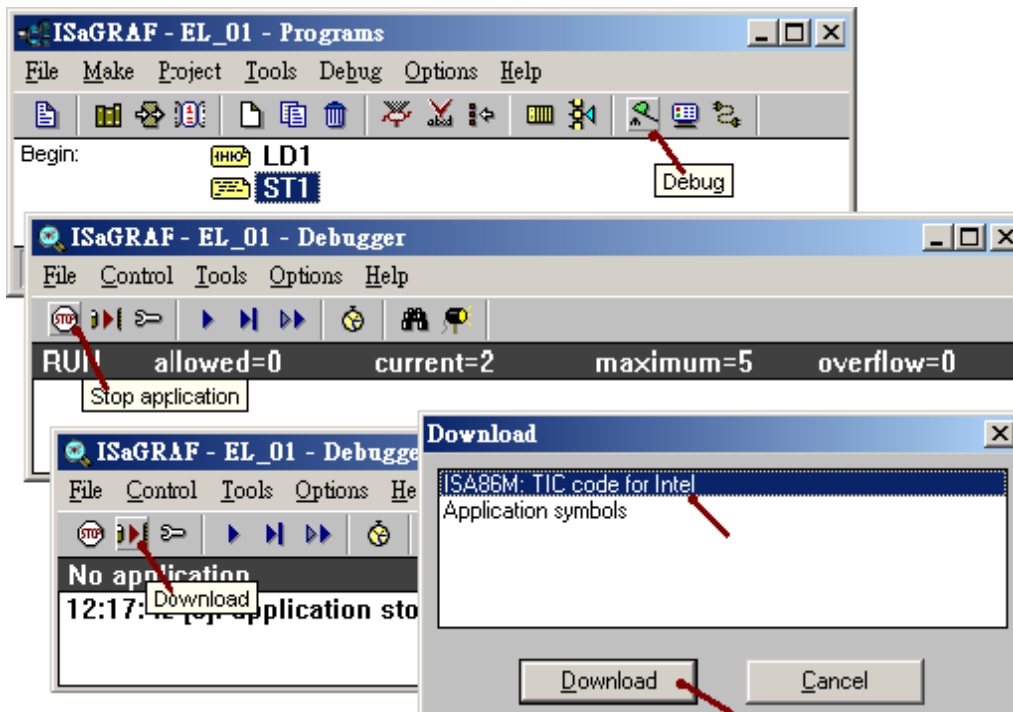 ISaGRAF - EL_01 - Programs
File Make Project Tools Debug Options Help
Begin: LD1
ST1
Debug
ISaGRAF - EL_01 - Debugger
File Control Tools Options Help
STOP
RUN allowed=0 current=2 maximum=5 overflow=0
Stop application
ISaGRAF - EL_01 - Debugge
File Control Tools Options He
STOP
No application
Download
12:17: application sto
Download
ISA86M: TIC code for Intel
Application symbols
Download Cancel